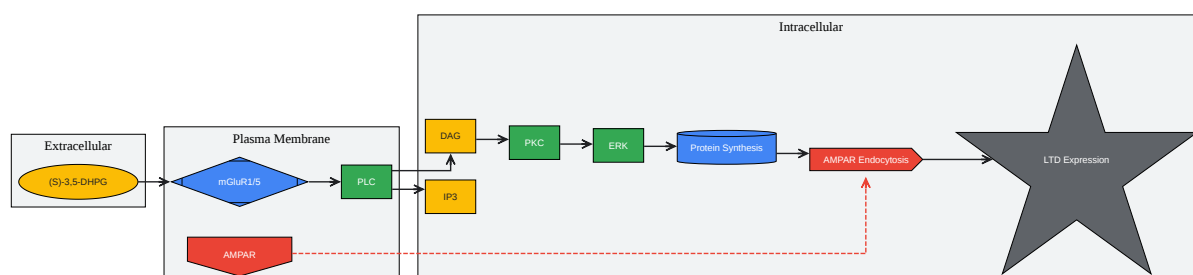 Extracellular
(S)-3,5-DHPG
Plasma Membrane
mGluR1/5
PLC
AMPAR
Intracellular
DAG
IP3
PKC
ERK
Protein Synthesis
AMPAR Endocytosis
LTD Expression